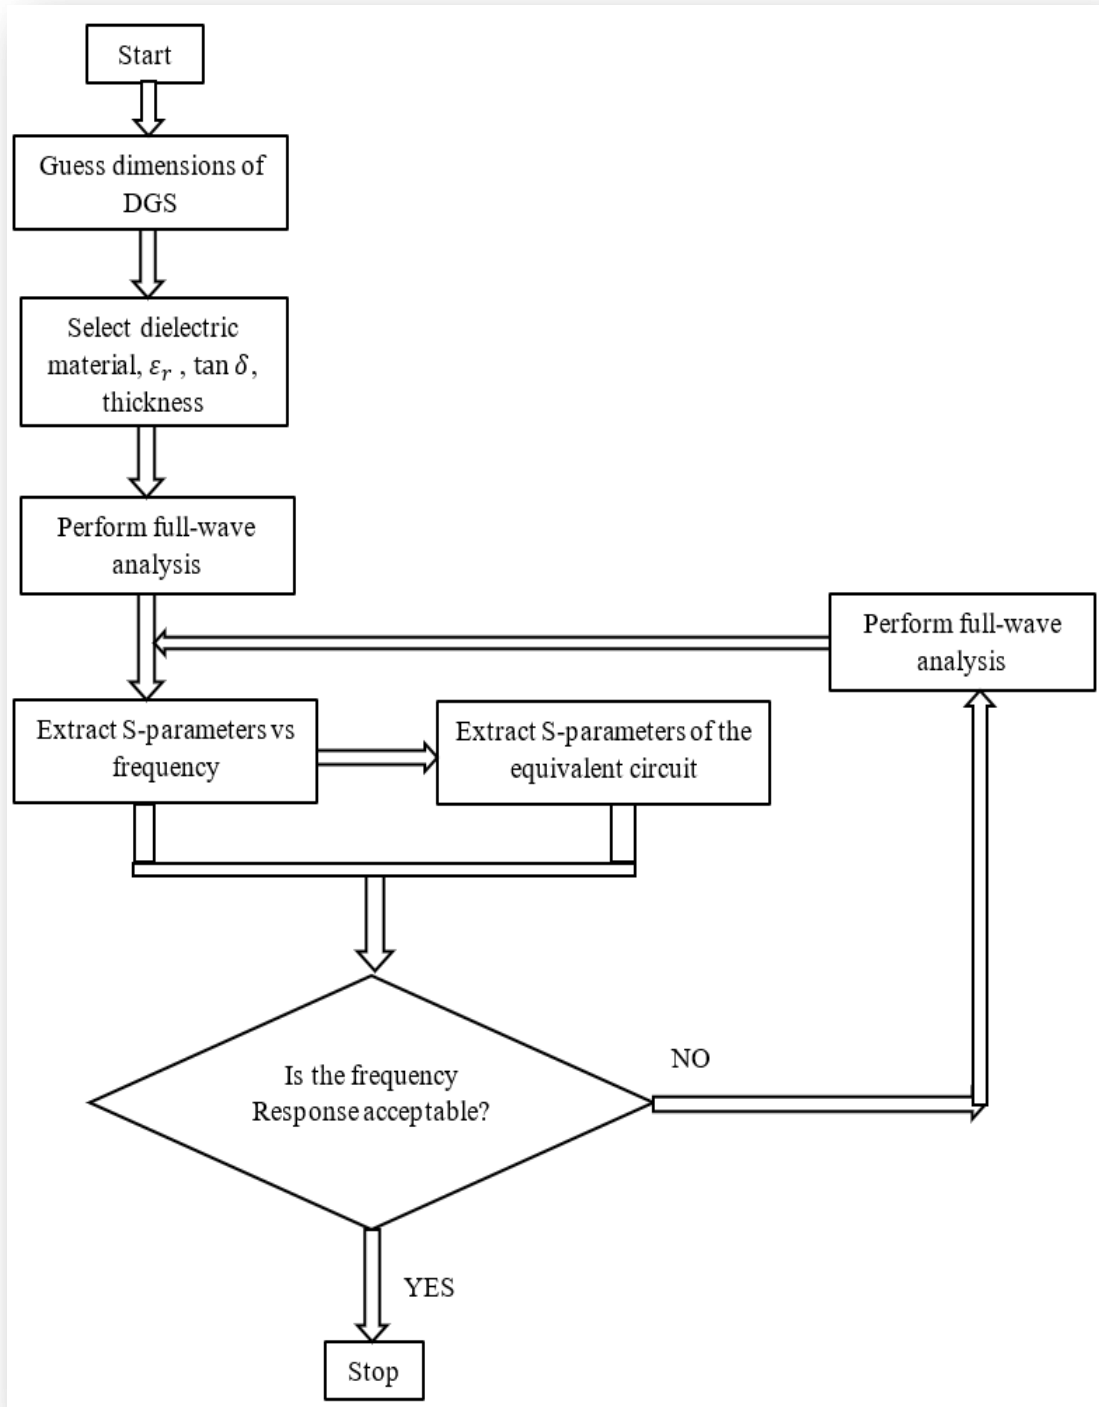 Start
Guess dimensions of
DGS
Select dielectric
material, εᵣ , tan δ,
thickness
Perform full-wave
analysis
Perform full-wave
analysis
Extract S-parameters vs
frequency
Extract S-parameters of the
equivalent circuit
Is the frequency
Response acceptable?
NO
YES
Stop